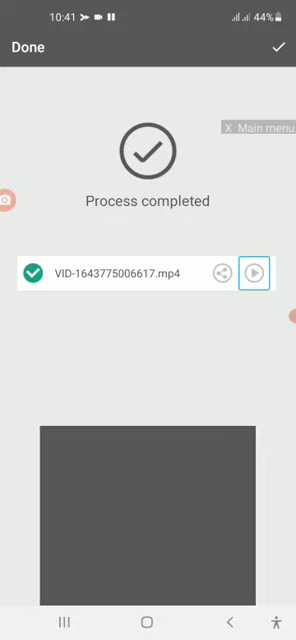 10:41
44%
Done
X Main menu
Process completed
VID-1643775006617.mp4